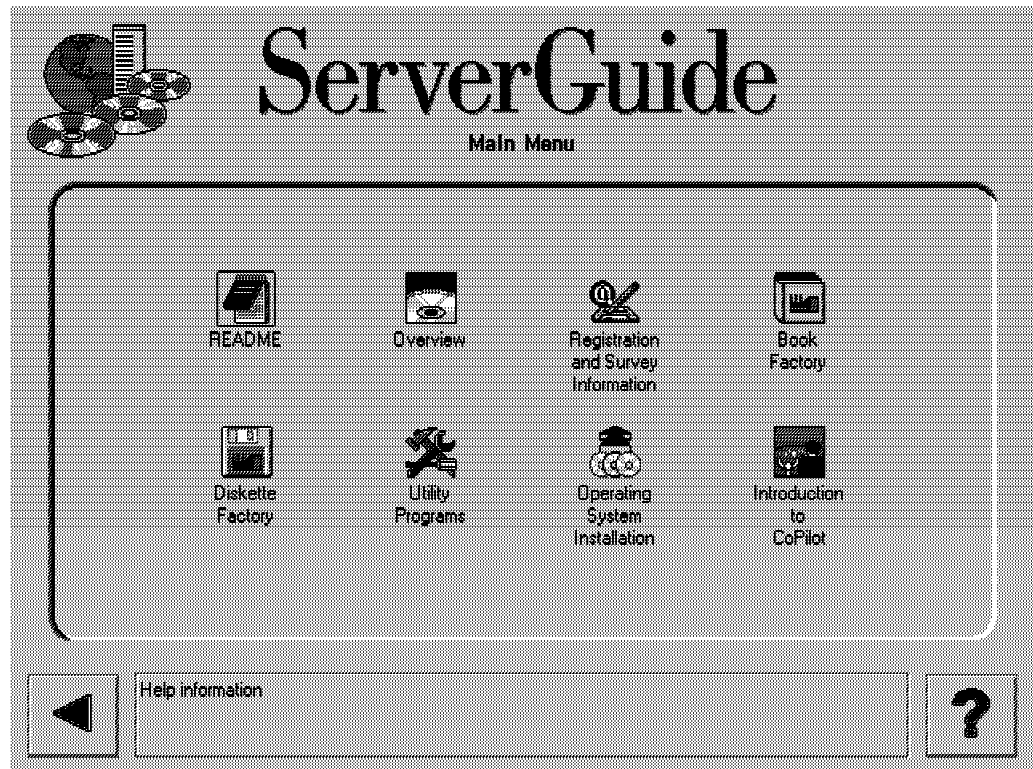 ServerGuide
Main Menu
README
Overview
Registration
and Survey
Information
Book
Factory
Diskette
Factory
Utility
Programs
Operating
System
Installation
Introduction
to
CoPilot
Help information
?